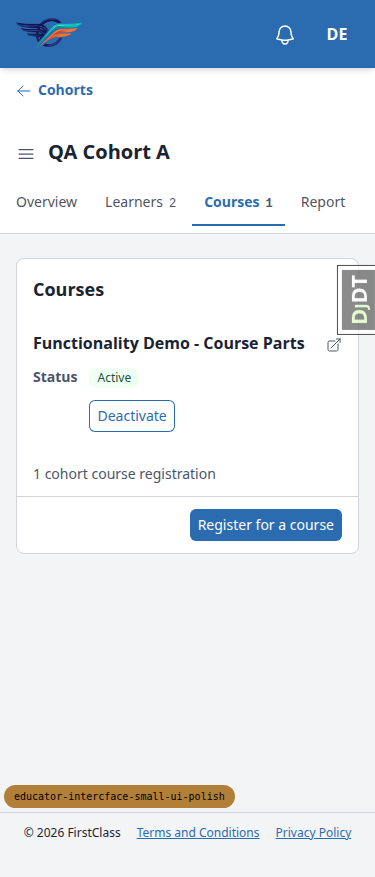 DE
Cohorts
QA Cohort A
Overview Learners 2 Courses 1 Report
DjDT
Courses
Functionality Demo - Course Parts
Status Active
Deactivate
1 cohort course registration
Register for a course
educator-intercface-small-ui-polish
© 2026 FirstClass Terms and Conditions Privacy Policy